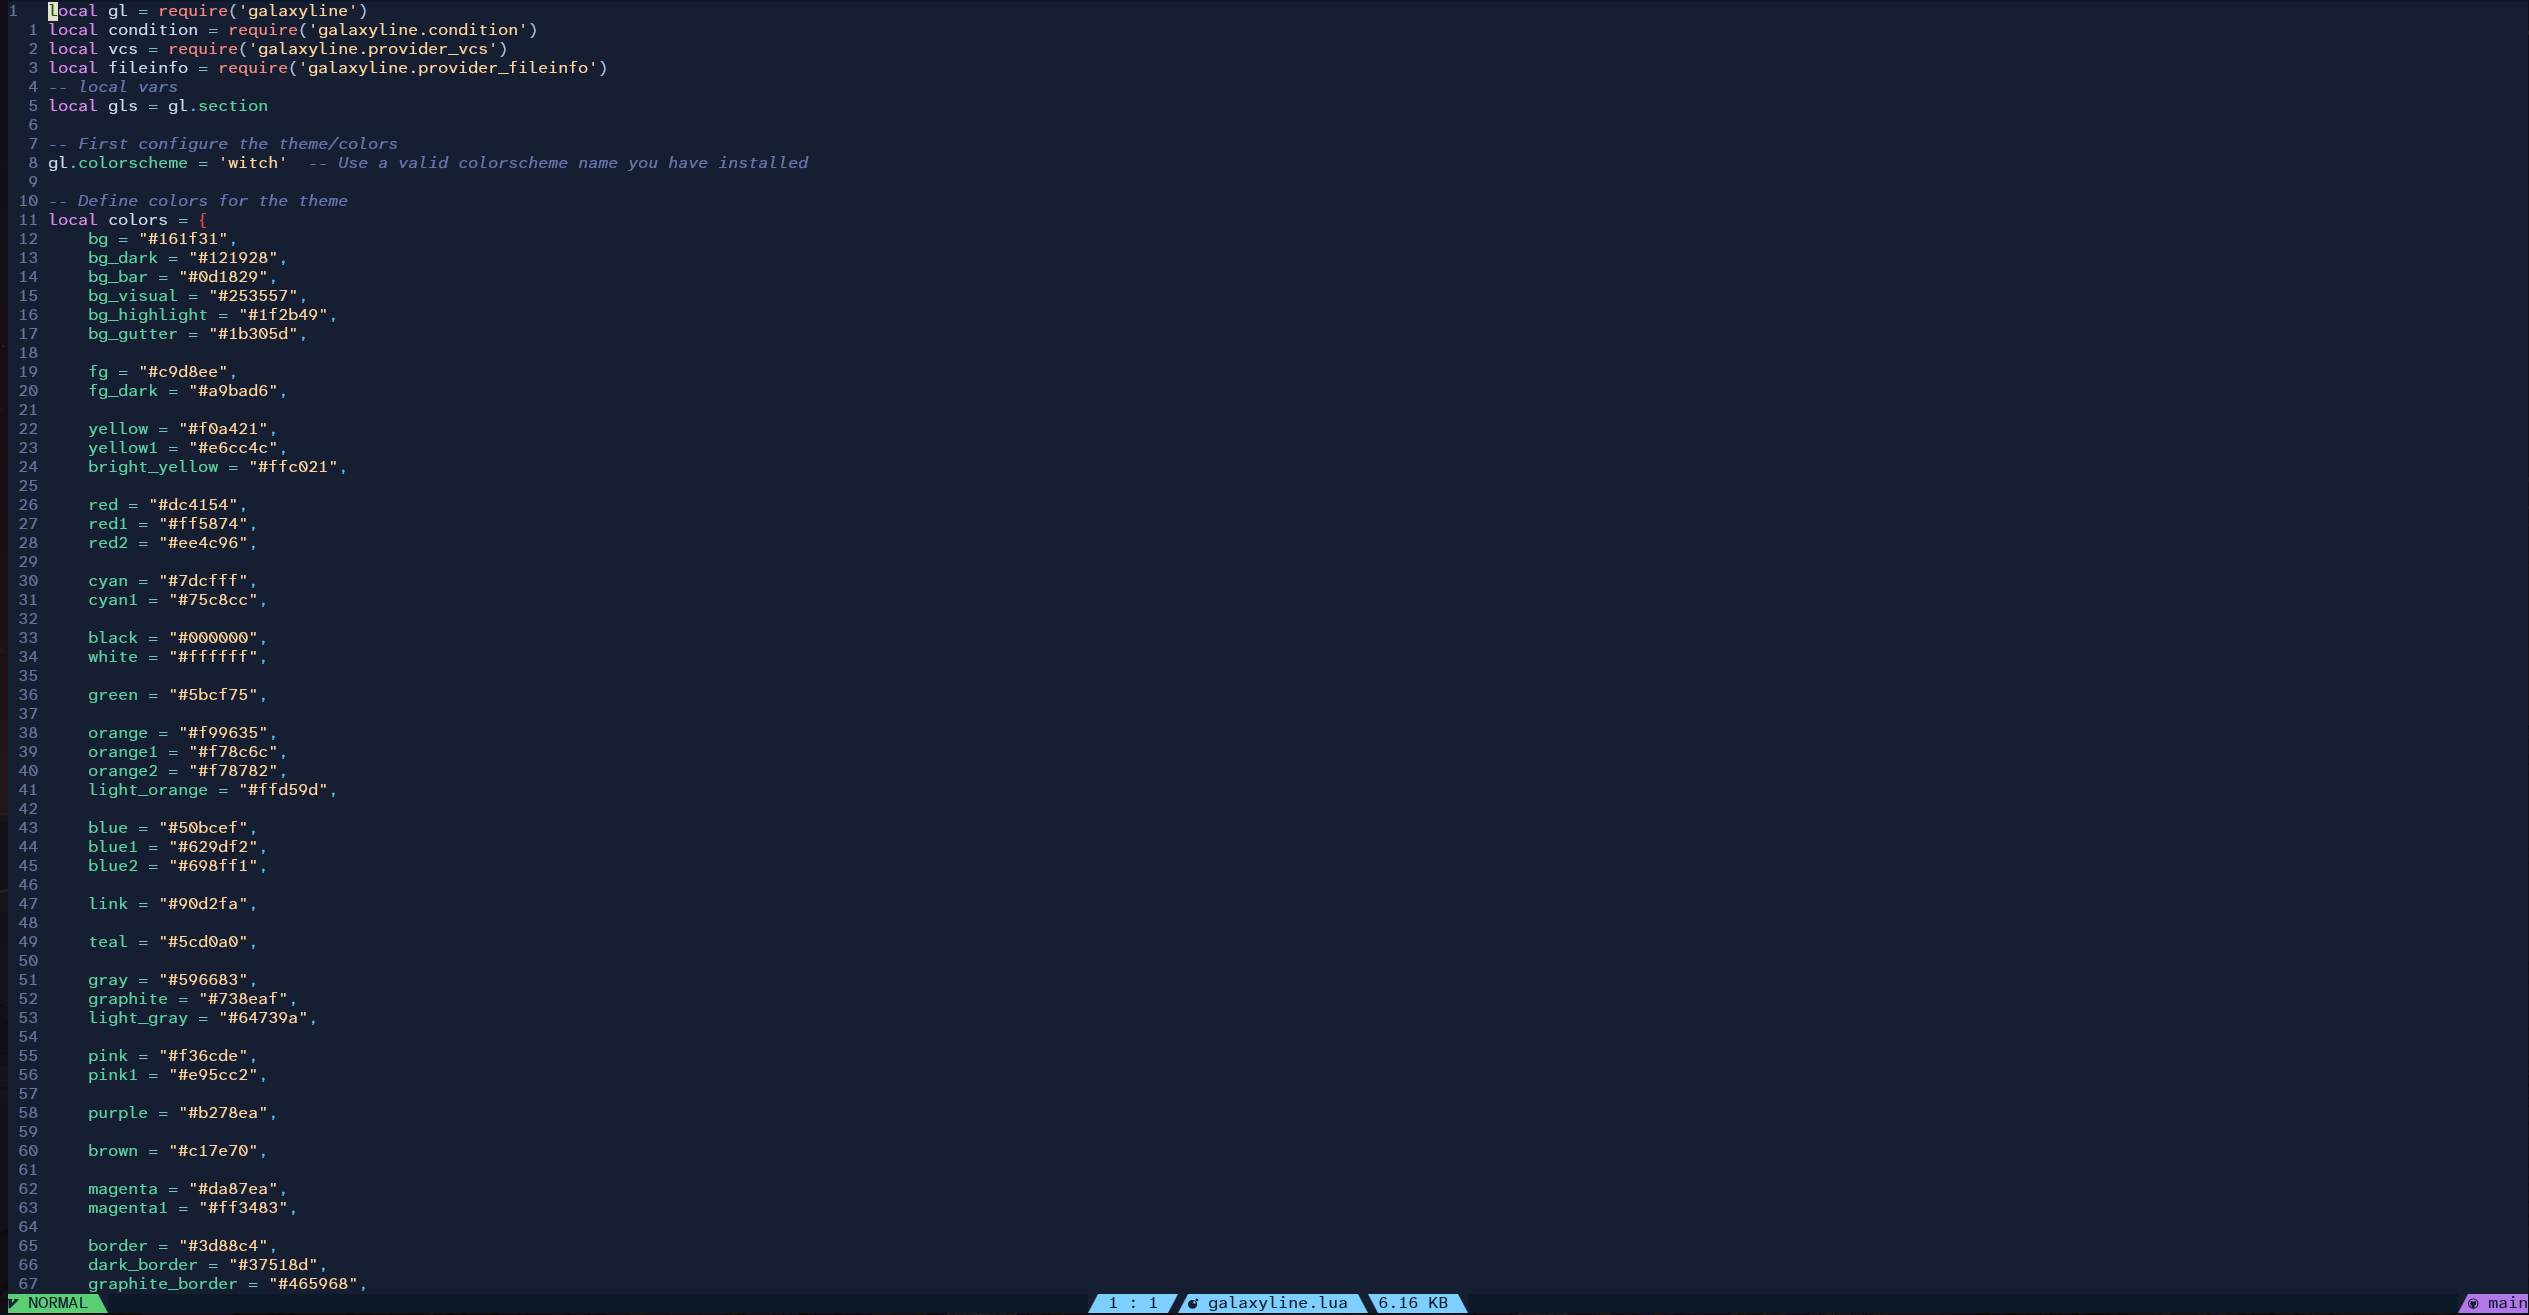 1   local gl = require('galaxyline')
  1 local condition = require('galaxyline.condition')
  2 local vcs = require('galaxyline.provider_vcs')
  3 local fileinfo = require('galaxyline.provider_fileinfo')
  4 -- local vars
  5 local gls = gl.section
  6
  7 -- First configure the theme/colors
  8 gl.colorscheme = 'witch'  -- Use a valid colorscheme name you have installed
  9
 10 -- Define colors for the theme
 11 local colors = {
 12     bg = "#161f31",
 13     bg_dark = "#121928",
 14     bg_bar = "#0d1829",
 15     bg_visual = "#253557",
 16     bg_highlight = "#1f2b49",
 17     bg_gutter = "#1b305d",
 18
 19     fg = "#c9d8ee",
 20     fg_dark = "#a9bad6",
 21
 22     yellow = "#f0a421",
 23     yellow1 = "#e6cc4c",
 24     bright_yellow = "#ffc021",
 25
 26     red = "#dc4154",
 27     red1 = "#ff5874",
 28     red2 = "#ee4c96",
 29
 30     cyan = "#7dcfff",
 31     cyan1 = "#75c8cc",
 32
 33     black = "#000000",
 34     white = "#ffffff",
 35
 36     green = "#5bcf75",
 37
 38     orange = "#f99635",
 39     orange1 = "#f78c6c",
 40     orange2 = "#f78782",
 41     light_orange = "#ffd59d",
 42
 43     blue = "#50bcef",
 44     blue1 = "#629df2",
 45     blue2 = "#698ff1",
 46
 47     link = "#90d2fa",
 48
 49     teal = "#5cd0a0",
 50
 51     gray = "#596683",
 52     graphite = "#738eaf",
 53     light_gray = "#64739a",
 54
 55     pink = "#f36cde",
 56     pink1 = "#e95cc2",
 57
 58     purple = "#b278ea",
 59
 60     brown = "#c17e70",
 61
 62     magenta = "#da87ea",
 63     magenta1 = "#ff3483",
 64
 65     border = "#3d88c4",
 66     dark_border = "#37518d",
 67     graphite_border = "#465968",
NORMAL 1 : 1 galaxyline.lua 6.16 KB main